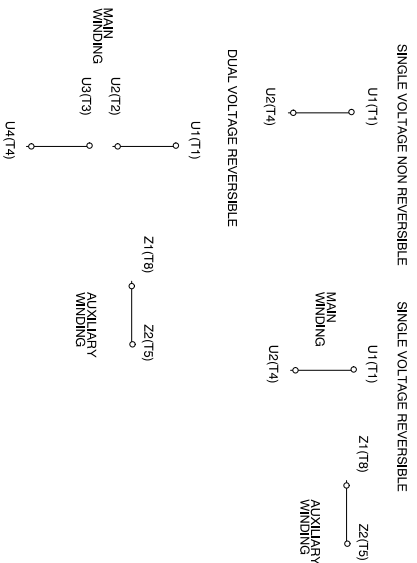 SINGLE VOLTAGE NON REVERSIBLE
U1(T1)
U2(T4)
SINGLE VOLTAGE REVERSIBLE
U1(T1)
MAIN
WINDING
U2(T4)
Z1(T8)
Z2(T5)
AUXILIARY
WINDING
DUAL VOLTAGE REVERSIBLE
U1(T1)
MAIN
WINDING
U2(T2)
U3(T3)
U4(T4)
Z1(T8)
Z2(T5)
AUXILIARY
WINDING